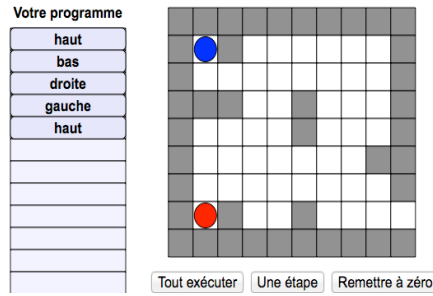 Votre programme
haut
bas
droite
gauche
haut
Tout exécuter
Une étape
Remettre à zéro